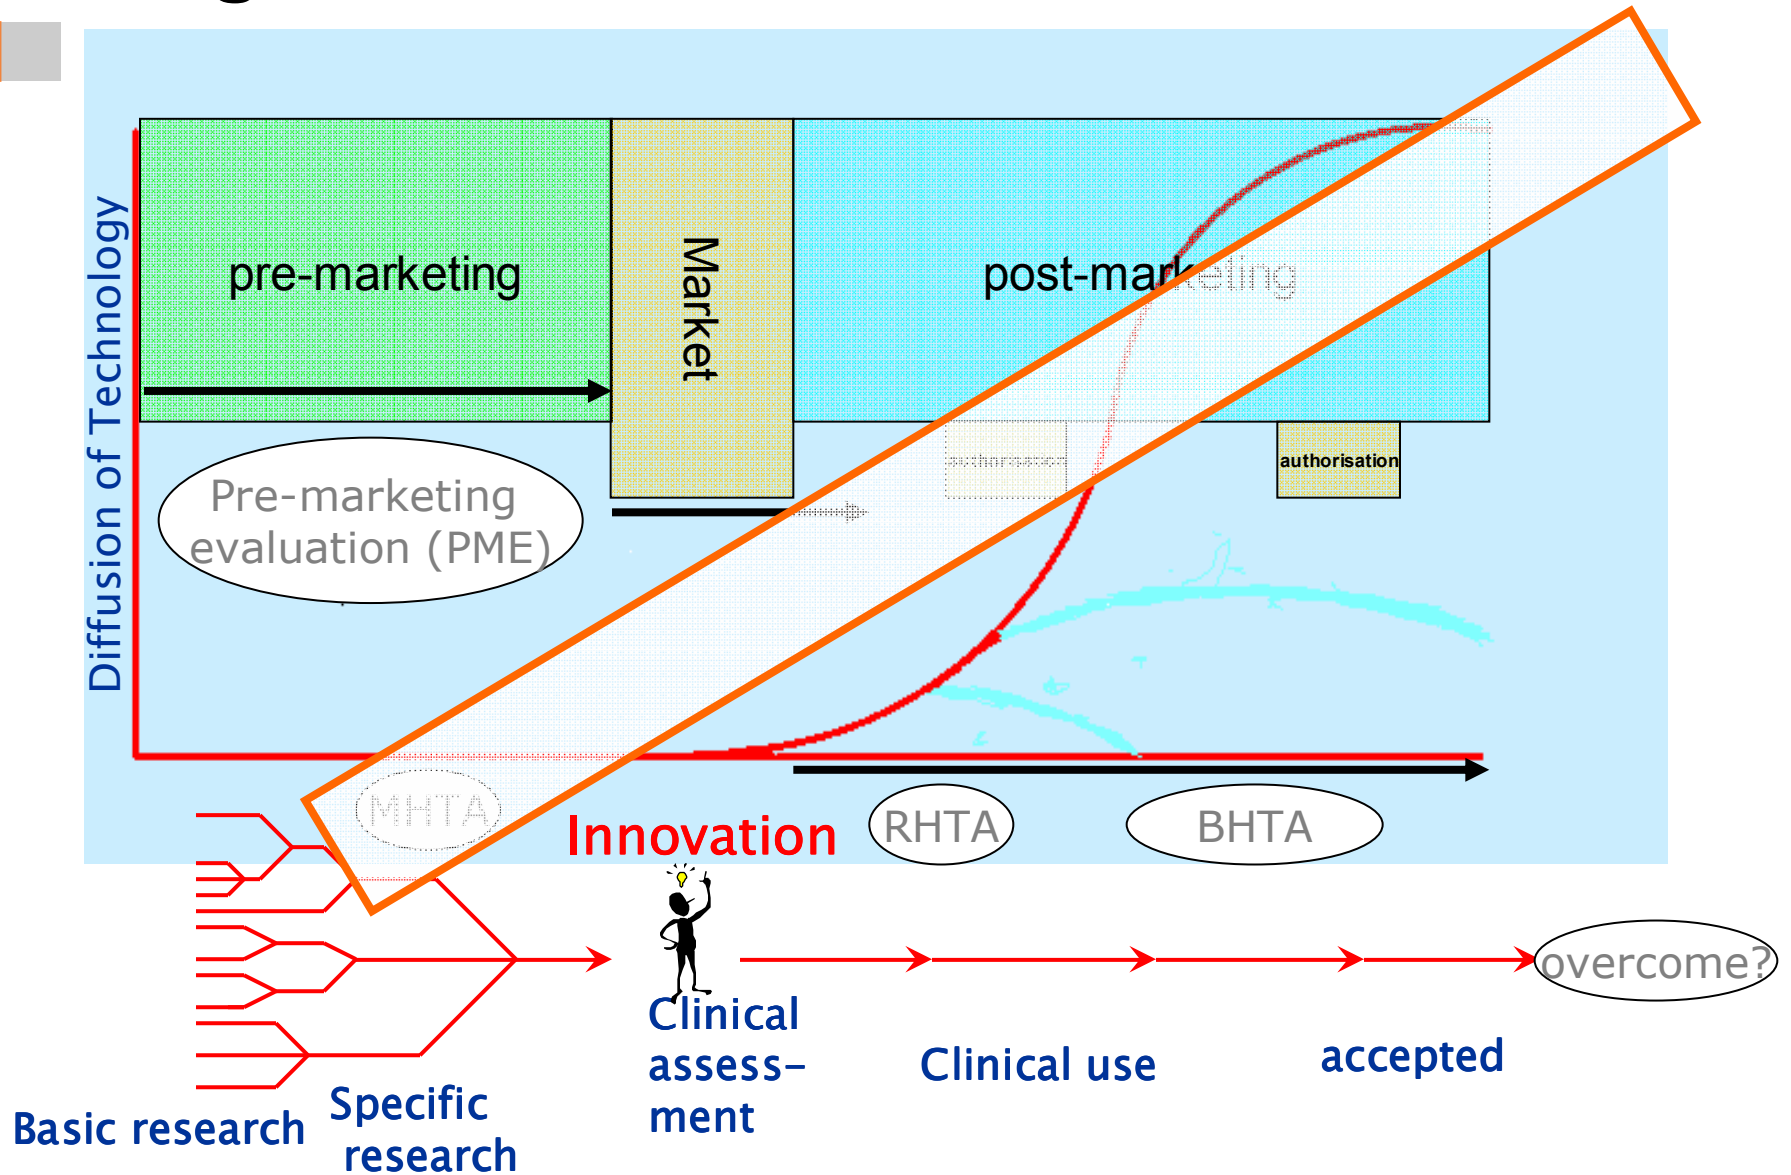 Diffusion of Technology
pre-marketing
Market
post-marketing
authorisation
authorisation
Pre-marketing
evaluation (PME)
MHTA
Innovation
RHTA
BHTA
overcome?
Clinical
assess-
ment
Clinical use
accepted
Basic research
Specific
research